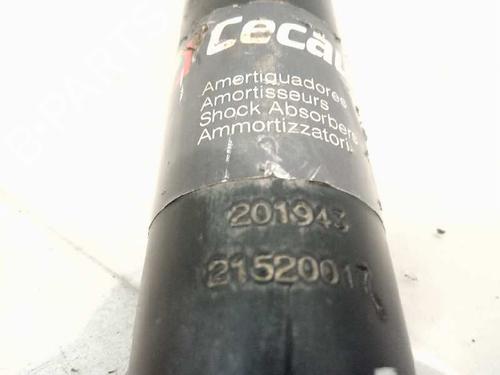 Amertiguadores
Amortisseurs
Shock Absorbers
Ammortizzatori
201943
21520017